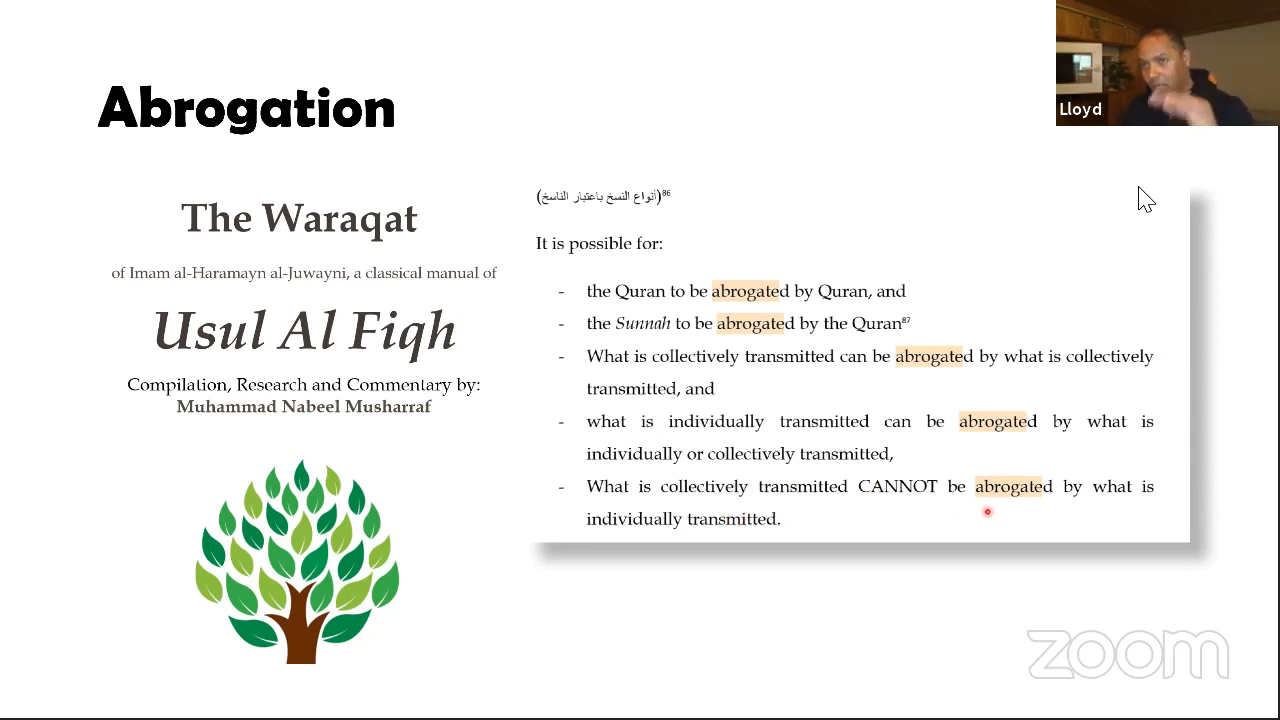 Abrogation
Lloyd
The Waraqat
of Imam al-Haramayn al-Juwayni, a classical manual of
Usul Al Fiqh
Compilation, Research and Commentary by:
Muhammad Nabeel Musharraf
(أنواع النسخ باعتبار الناسخ)86
It is possible for:
- the Quran to be abrogated by Quran, and
- the Sunnah to be abrogated by the Quran87
- What is collectively transmitted can be abrogated by what is collectively
transmitted, and
- what is individually transmitted can be abrogated by what is
individually or collectively transmitted,
- What is collectively transmitted CANNOT be abrogated by what is
individually transmitted.
zoom